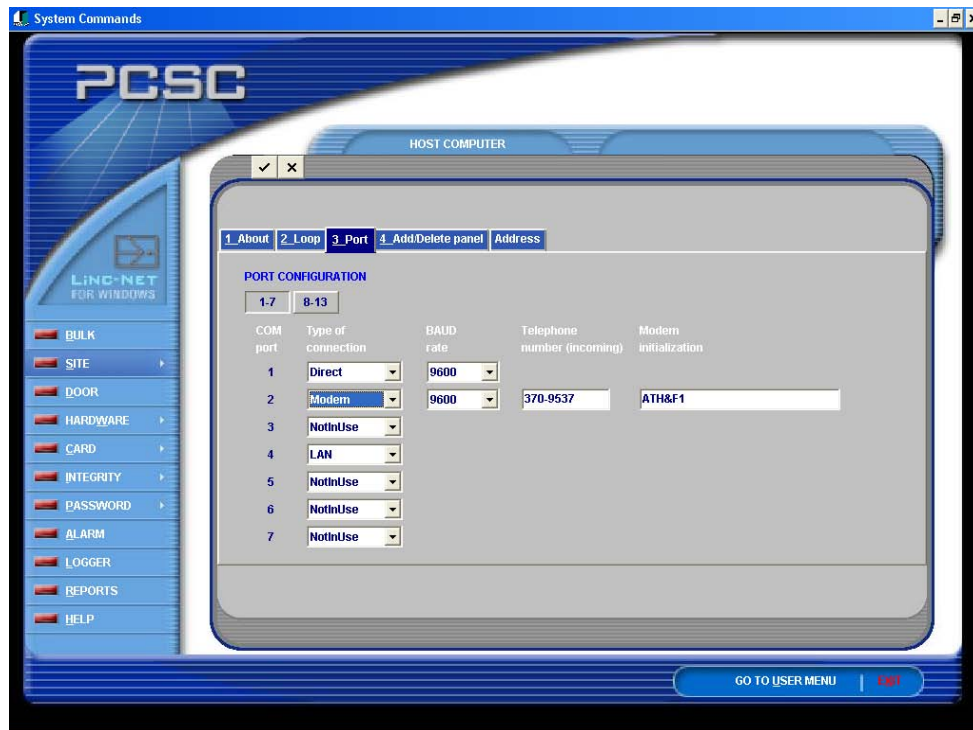 System Commands
PCSC
HOST COMPUTER
1_About 2_Loop 3_Port 4_Add/Delete panel Address
LiNC-NET
FOR WINDOWS
PORT CONFIGURATION
1-7 8-13
COM port Type of connection BAUD rate Telephone number (incoming) Modem initialization
1 Direct 9600
2 Modem 9600 370-9537 ATH&F1
3 NotInUse
4 LAN
5 NotInUse
6 NotInUse
7 NotInUse
BULK
SITE
DOOR
HARDWARE
CARD
INTEGRITY
PASSWORD
ALARM
LOGGER
REPORTS
HELP
GO TO USER MENU | EXIT